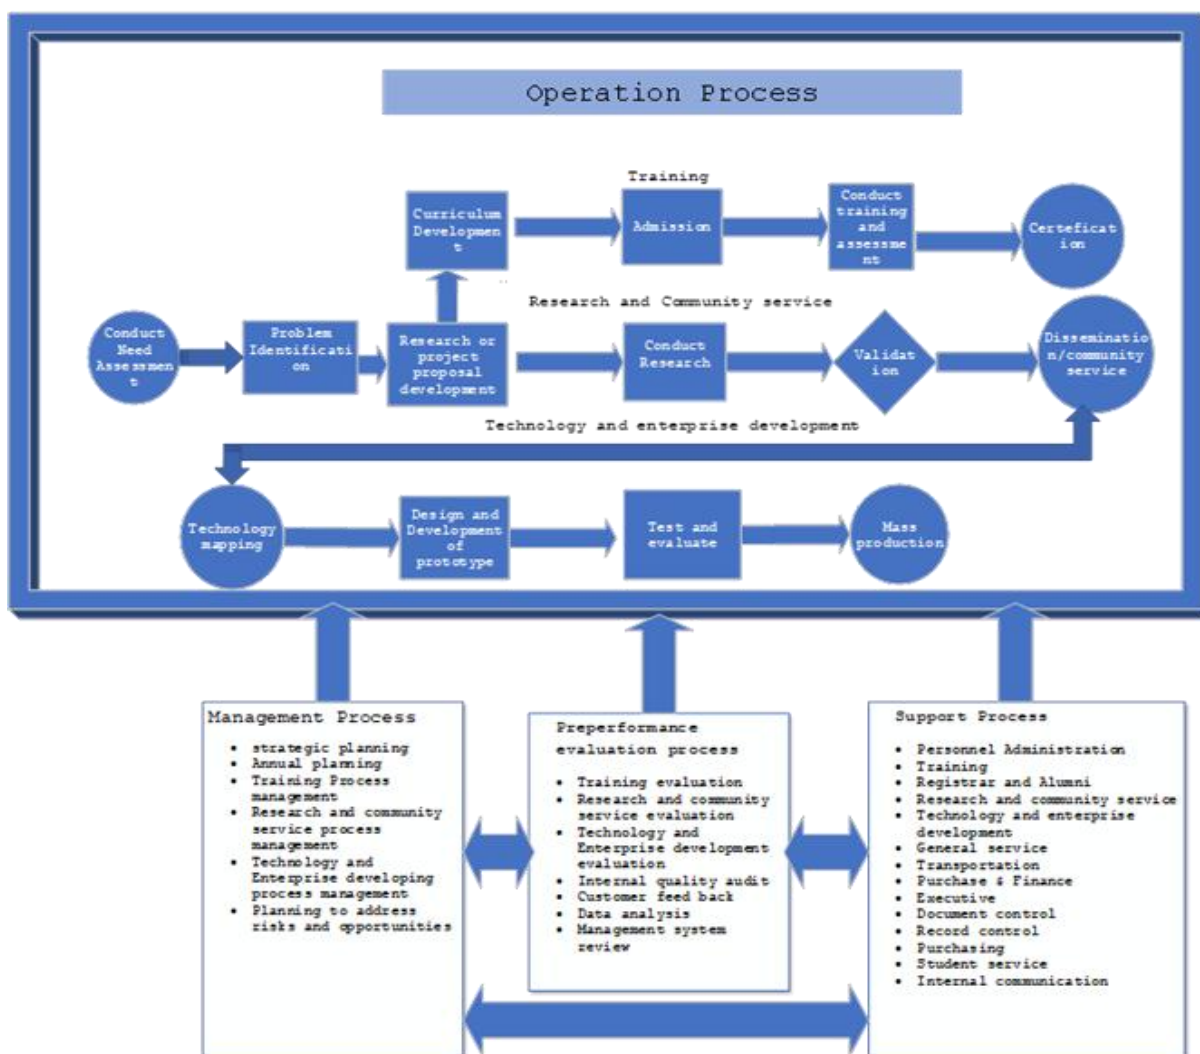 Operation Process
Training
Curriculum
Developmen
t
Admission
Conduct
training
and
assessme
nt
Certeficat
ion
Research and Community service
Conduct
Need
Assessmen
t
Problem
Identificati
on
Research or
project
proposal
development
Conduct
Research
Validat
ion
Disseminatio
n/community
service
Technology and enterprise development
Technology
mapping
Design and
Development
of
prototype
Test and
evaluate
Mass
production
Management Process
• strategic planning
• Annual planning
• Training Process
management
• Research and community
service process
management
• Technology and
Enterprise developing
process management
• Planning to address
risks and opportunities
Preperformance
evaluation process
• Training evaluation
• Research and community
service evaluation
• Technology and
Enterprise development
evaluation
• Internal quality audit
• Customer feed back
• Data analysis
• Management system
review
Support Process
• Personnel Administration
• Training
• Registrar and Alumni
• Research and community service
• Technology and enterprise
development
• General service
• Transportation
• Purchase & Finance
• Executive
• Document control
• Record control
• Purchasing
• Student service
• Internal communication